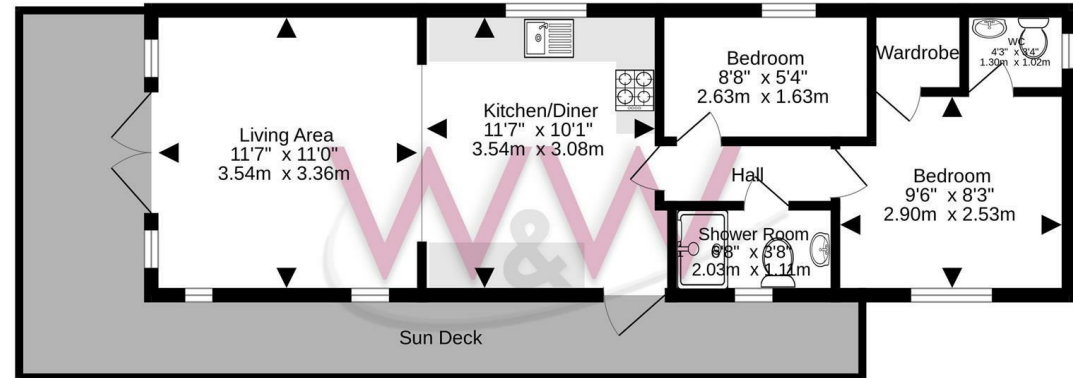 Living Area
11'7" x 11'0"
3.54m x 3.36m
Kitchen/Diner
11'7" x 10'1"
3.54m x 3.08m
Bedroom
8'8" x 5'4"
2.63m x 1.63m
Wardrobe
WC
4'3" x 3'4"
1.30m x 1.02m
Hall
Bedroom
9'6" x 8'3"
2.90m x 2.53m
Shower Room
6'8" x 3'8"
2.03m x 1.11m
Sun Deck
W&W